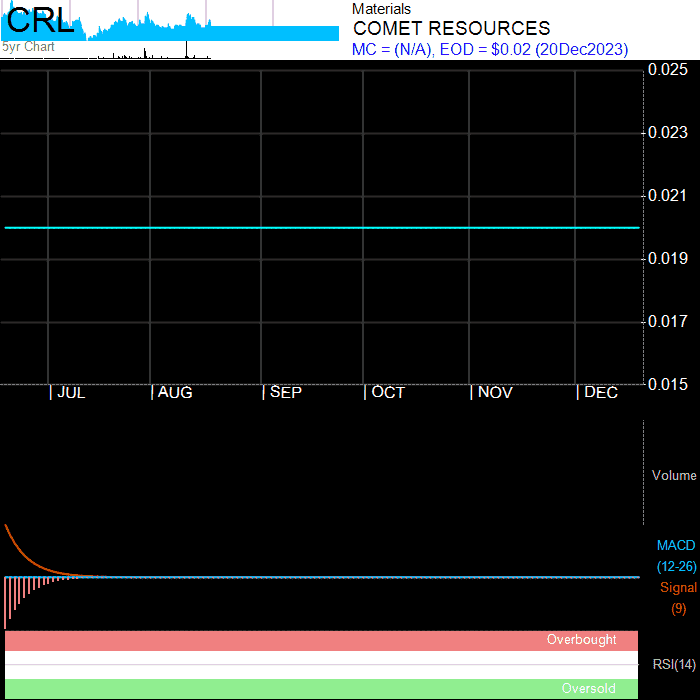 CRL
5yr Chart
Materials
COMET RESOURCES
MC = (N/A), EOD = $0.02 (20Dec2023)
0.025
0.023
0.021
0.019
0.017
0.015
JUL
AUG
SEP
OCT
NOV
DEC
Volume
MACD
(12-26)
Signal
(9)
Overbought
RSI(14)
Oversold